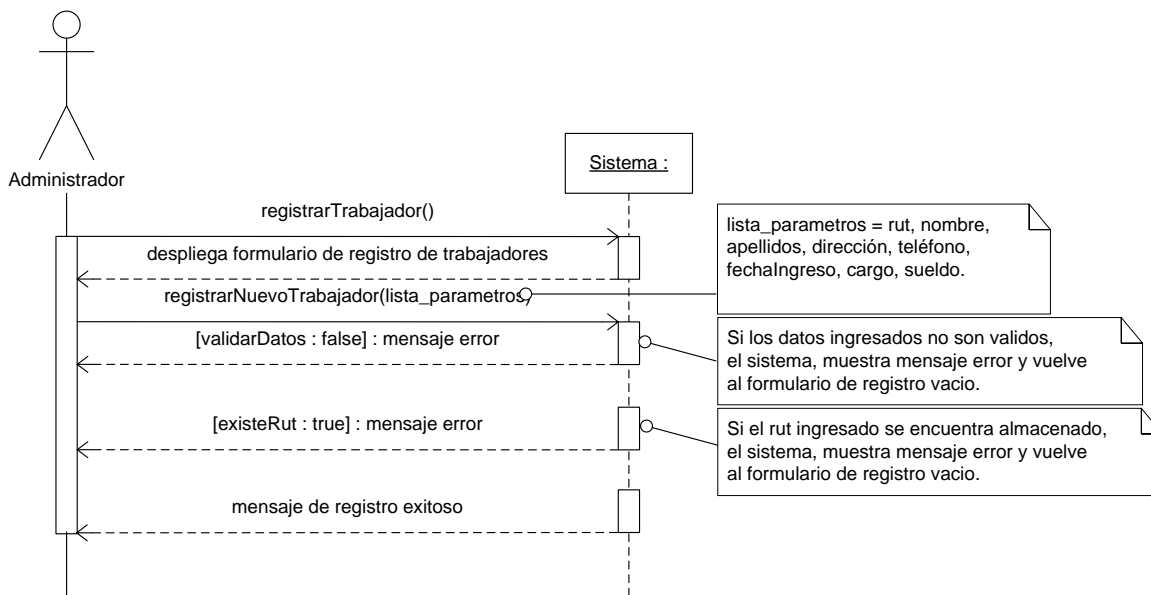 Administrador
Sistema :
registrarTrabajador()
despliega formulario de registro de trabajadores
registrarNuevoTrabajador(lista_parametros)
[validarDatos : false] : mensaje error
[existeRut : true] : mensaje error
mensaje de registro exitoso
lista_parametros = rut, nombre,
apellidos, dirección, teléfono,
fechaIngreso, cargo, sueldo.
Si los datos ingresados no son validos,
el sistema, muestra mensaje error y vuelve
al formulario de registro vacio.
Si el rut ingresado se encuentra almacenado,
el sistema, muestra mensaje error y vuelve
al formulario de registro vacio.